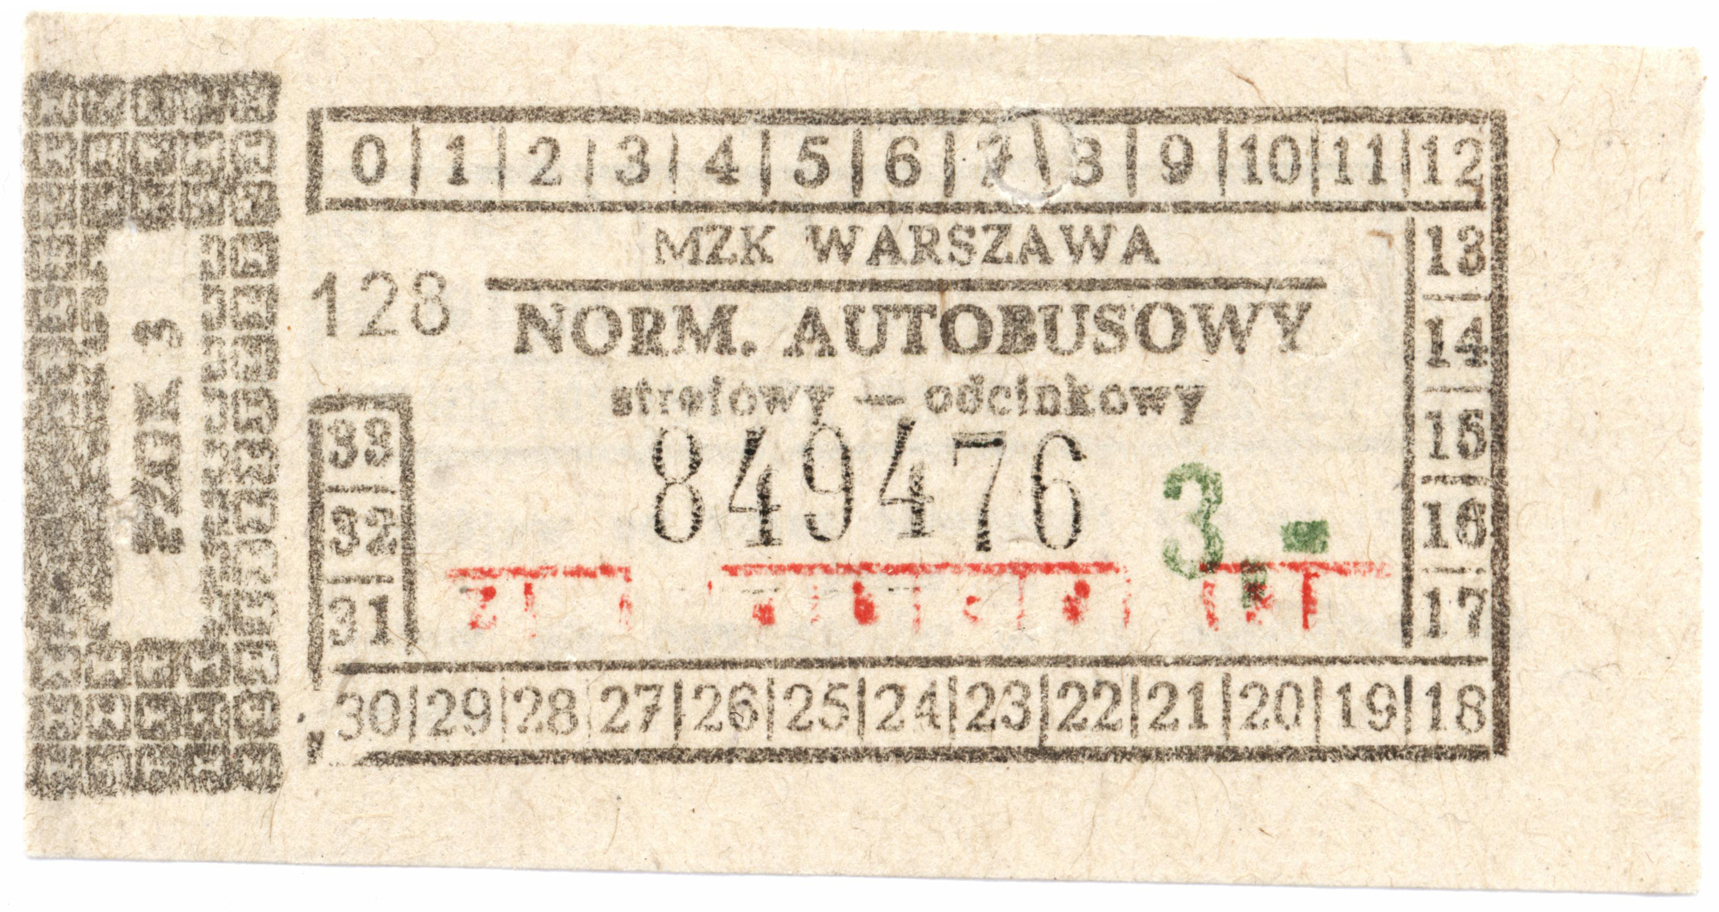 0 1 2 3 4 5 6 7 8 9 10 11 12
MZK WARSZAWA
13
128
NORM. AUTOBUSOWY
14
strefowy — odcinkowy
33
15
849476
3,-
32
16
31
17
30 29 28 27 26 25 24 23 22 21 20 19 18